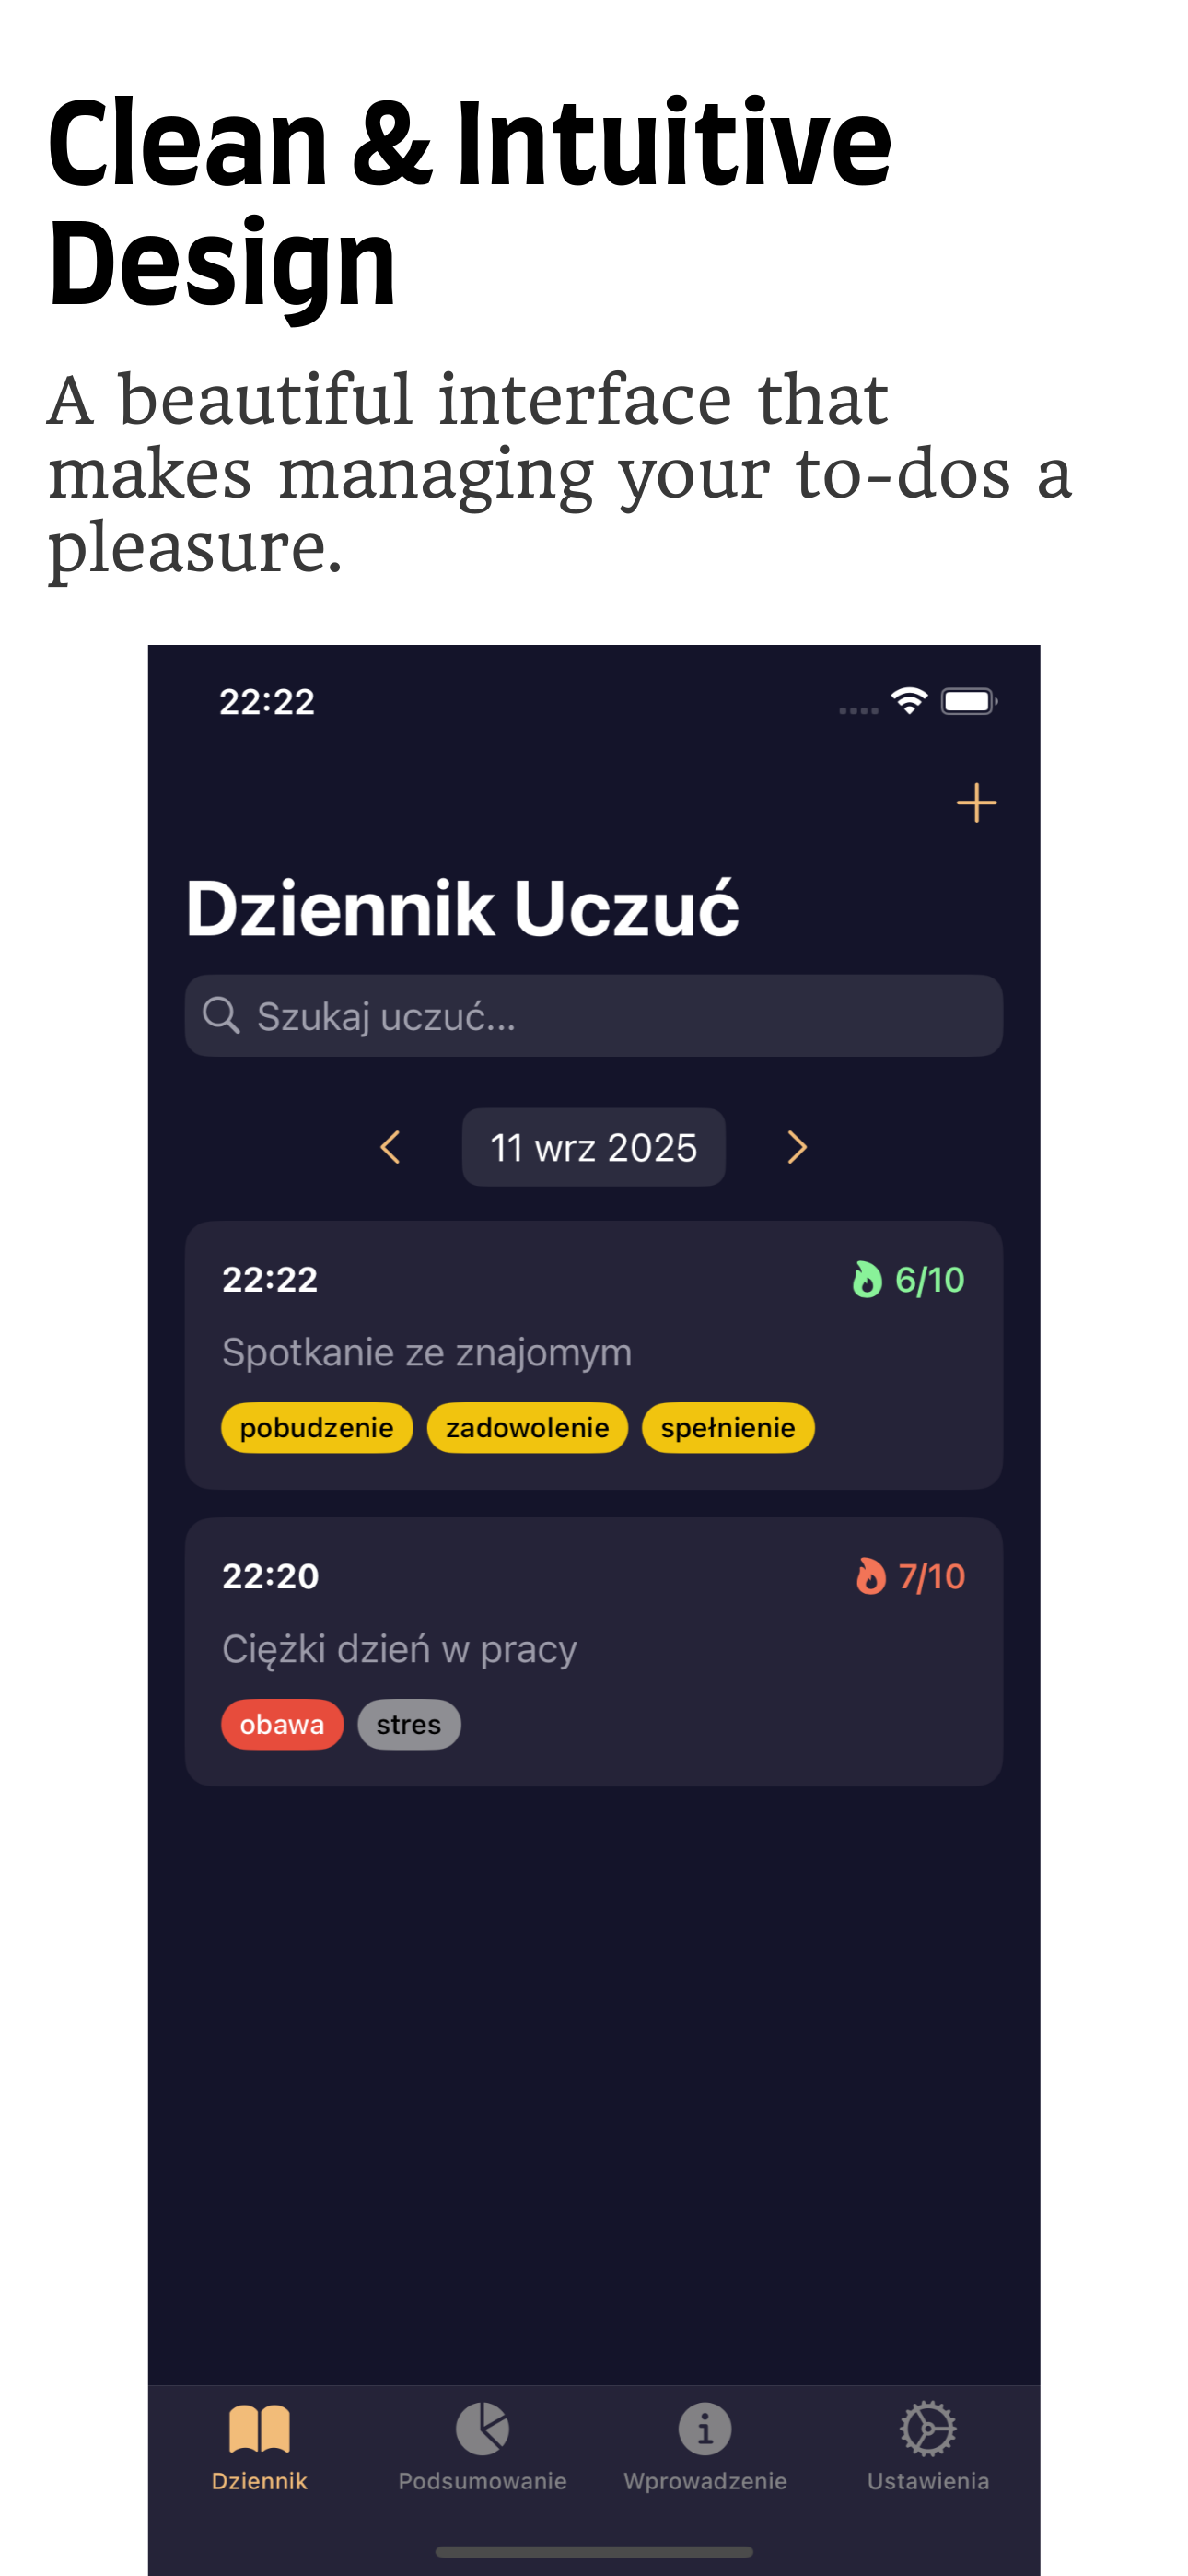 Clean & Intuitive
Design
A beautiful interface that
makes managing your to-dos a
pleasure.
22:22
Dziennik Uczuć
Szukaj uczuć...
11 wrz 2025
22:22
6/10
Spotkanie ze znajomym
pobudzenie zadowolenie spełnienie
22:20
7/10
Ciężki dzień w pracy
obawa stres
Dziennik Podsumowanie Wprowadzenie Ustawienia